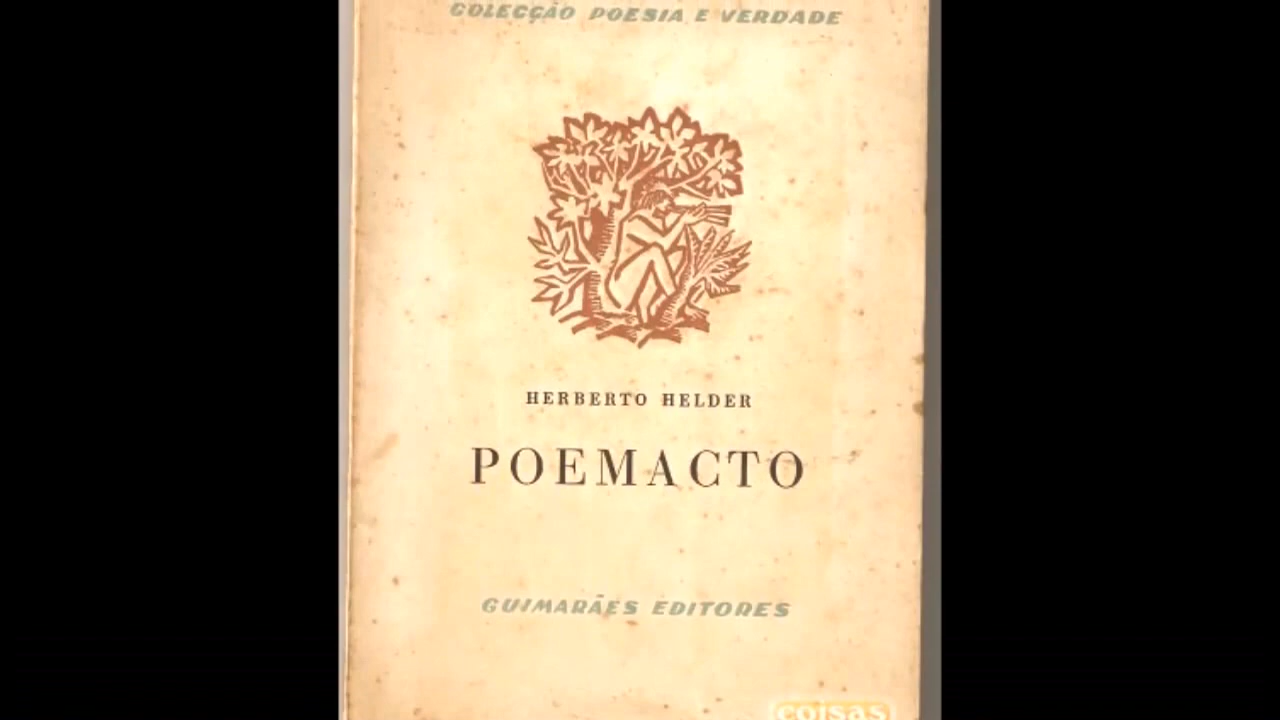 COLECÇÃO POESIA E VERDADE
HERBERTO HELDER
POEMACTO
GUIMARÃES EDITORES
coisas